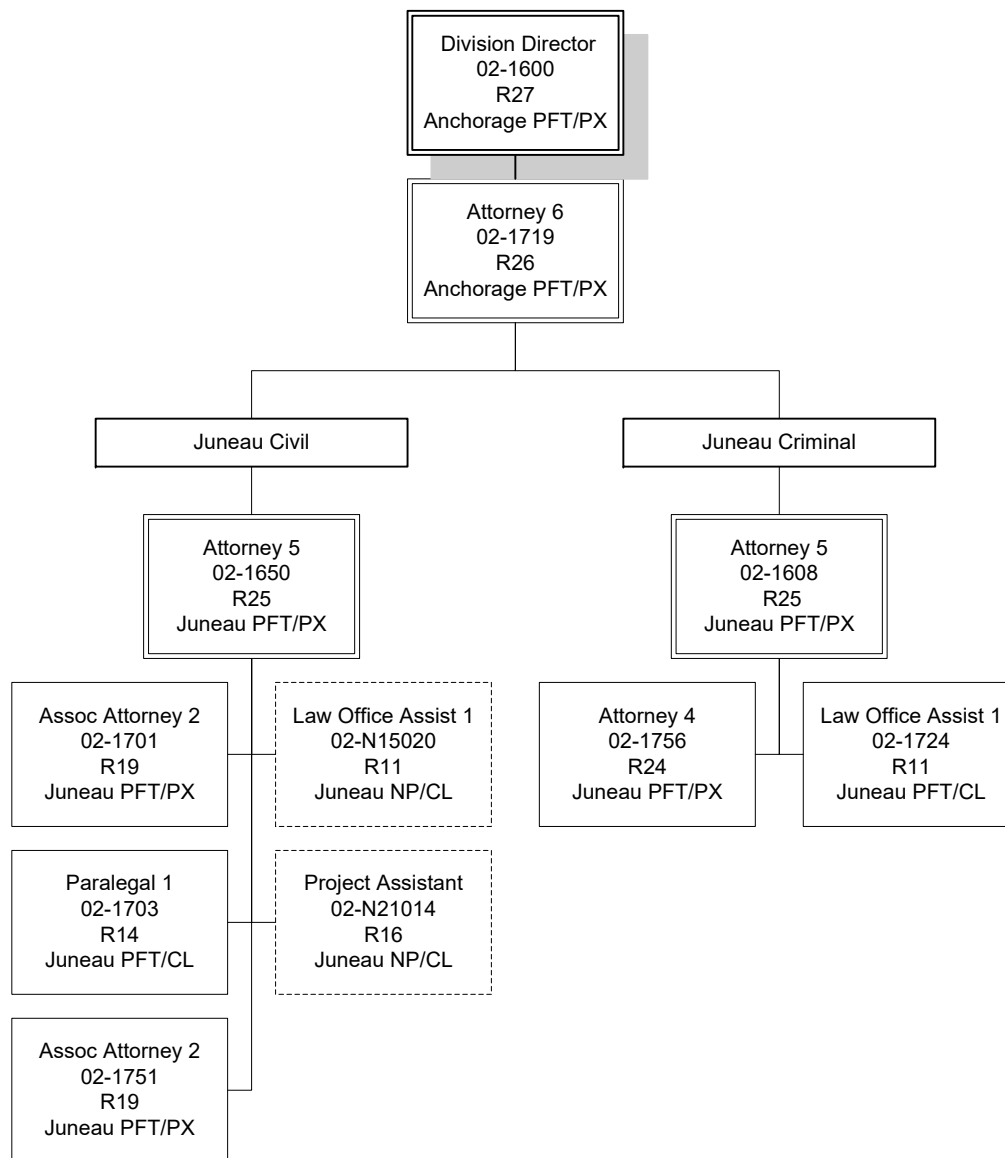 Division Director
02-1600
R27
Anchorage PFT/PX
Attorney 6
02-1719
R26
Anchorage PFT/PX
Juneau Civil
Juneau Criminal
Attorney 5
02-1650
R25
Juneau PFT/PX
Attorney 5
02-1608
R25
Juneau PFT/PX
Assoc Attorney 2
02-1701
R19
Juneau PFT/PX
Law Office Assist 1
02-N15020
R11
Juneau NP/CL
Attorney 4
02-1756
R24
Juneau PFT/PX
Law Office Assist 1
02-1724
R11
Juneau PFT/CL
Paralegal 1
02-1703
R14
Juneau PFT/CL
Project Assistant
02-N21014
R16
Juneau NP/CL
Assoc Attorney 2
02-1751
R19
Juneau PFT/PX